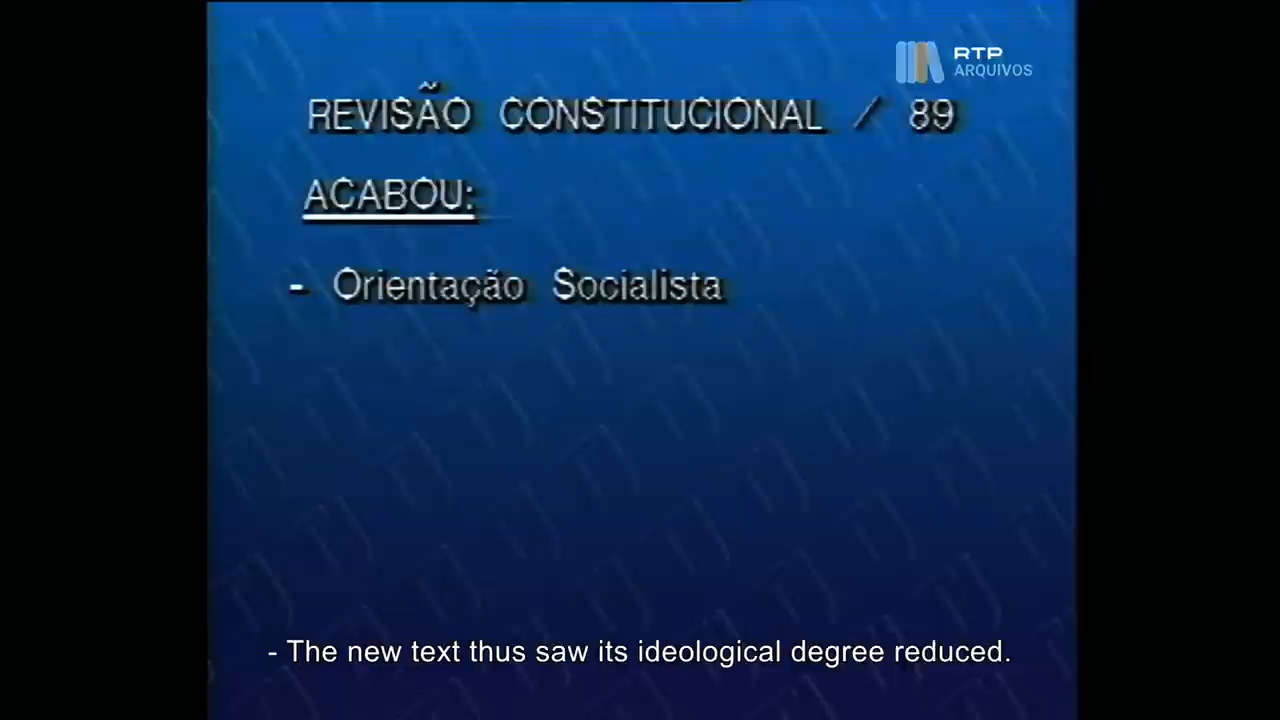 RTP
ARQUIVOS
REVISÃO CONSTITUCIONAL / 89
ACABOU:
- Orientação Socialista
- The new text thus saw its ideological degree reduced.